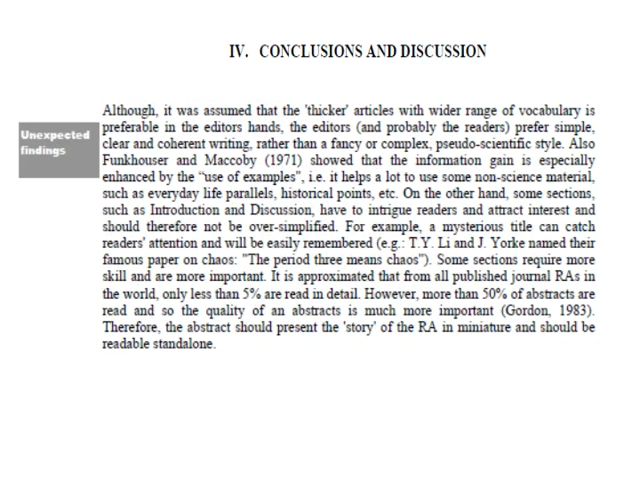 IV. CONCLUSIONS AND DISCUSSION
Unexpected
findings
Although, it was assumed that the 'thicker' articles with wider range of vocabulary is
preferable in the editors hands, the editors (and probably the readers) prefer simple,
clear and coherent writing, rather than a fancy or complex, pseudo-scientific style. Also
Funkhouser and Maccoby (1971) showed that the information gain is especially
enhanced by the “use of examples”, i.e. it helps a lot to use some non-science material,
such as everyday life parallels, historical points, etc. On the other hand, some sections,
such as Introduction and Discussion, have to intrigue readers and attract interest and
should therefore not be over-simplified. For example, a mysterious title can catch
readers' attention and will be easily remembered (e.g.: T.Y. Li and J. Yorke named their
famous paper on chaos: "The period three means chaos"). Some sections require more
skill and are more important. It is approximated that from all published journal RAs in
the world, only less than 5% are read in detail. However, more than 50% of abstracts are
read and so the quality of an abstracts is much more important (Gordon, 1983).
Therefore, the abstract should present the 'story' of the RA in miniature and should be
readable standalone.